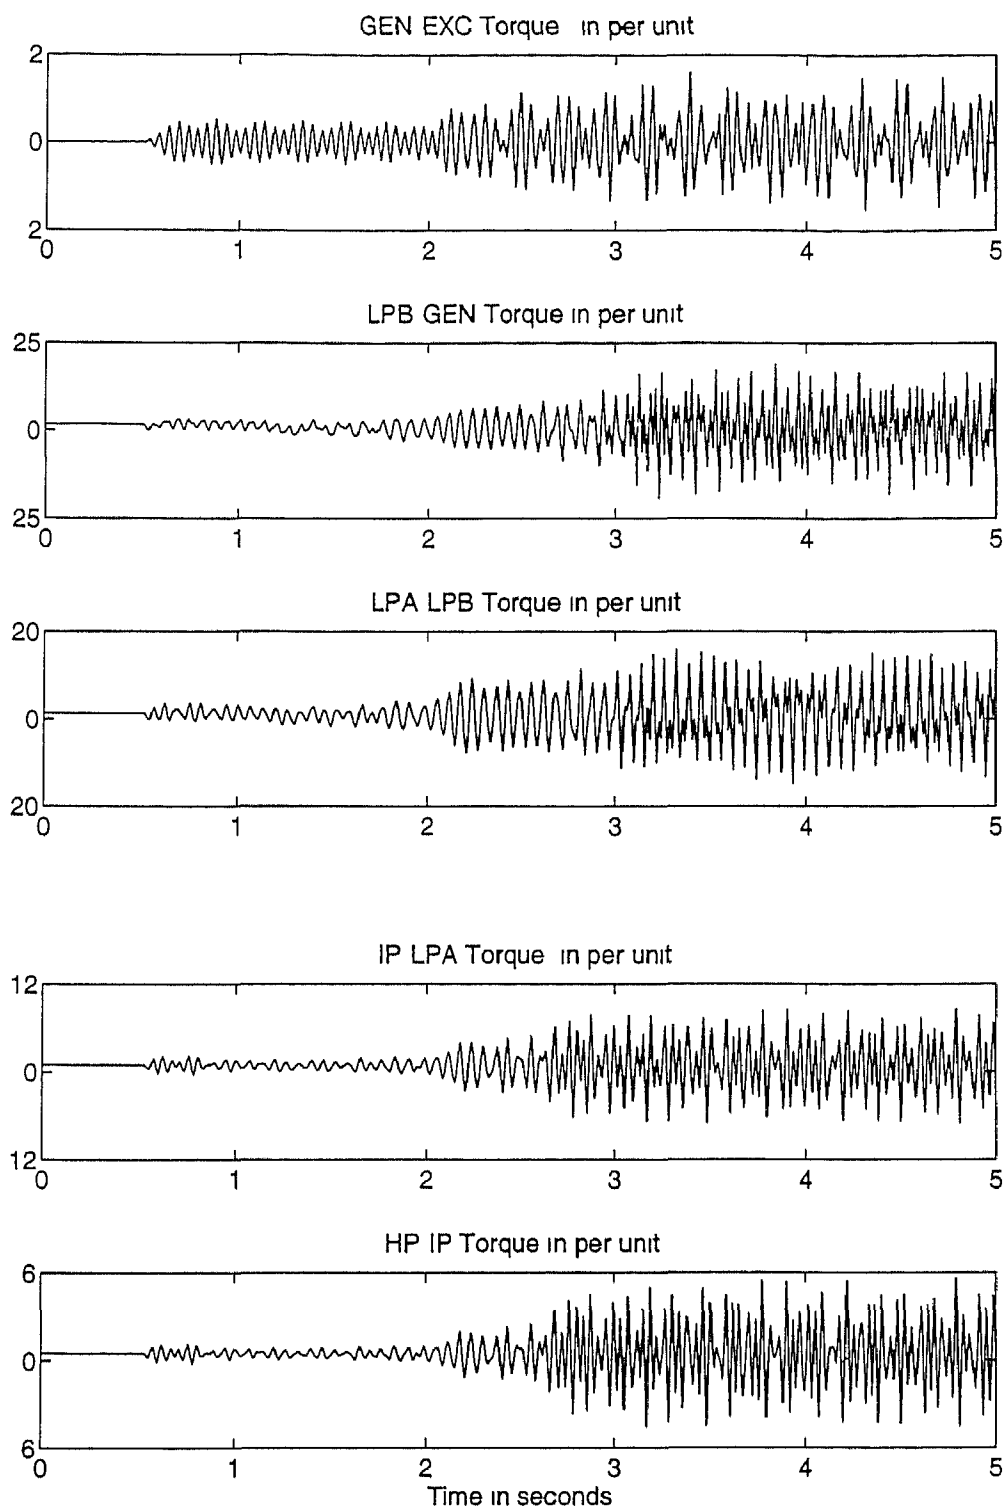 GEN EXC Torque in per unit
2
0
2
0 1 2 3 4 5
LPB GEN Torque in per unit
25
0
25
0 1 2 3 4 5
LPA LPB Torque in per unit
20
0
20
0 1 2 3 4 5
IP LPA Torque in per unit
12
0
12
0 1 2 3 4 5
HP IP Torque in per unit
6
0
6
0 1 2 3 4 5
Time in seconds